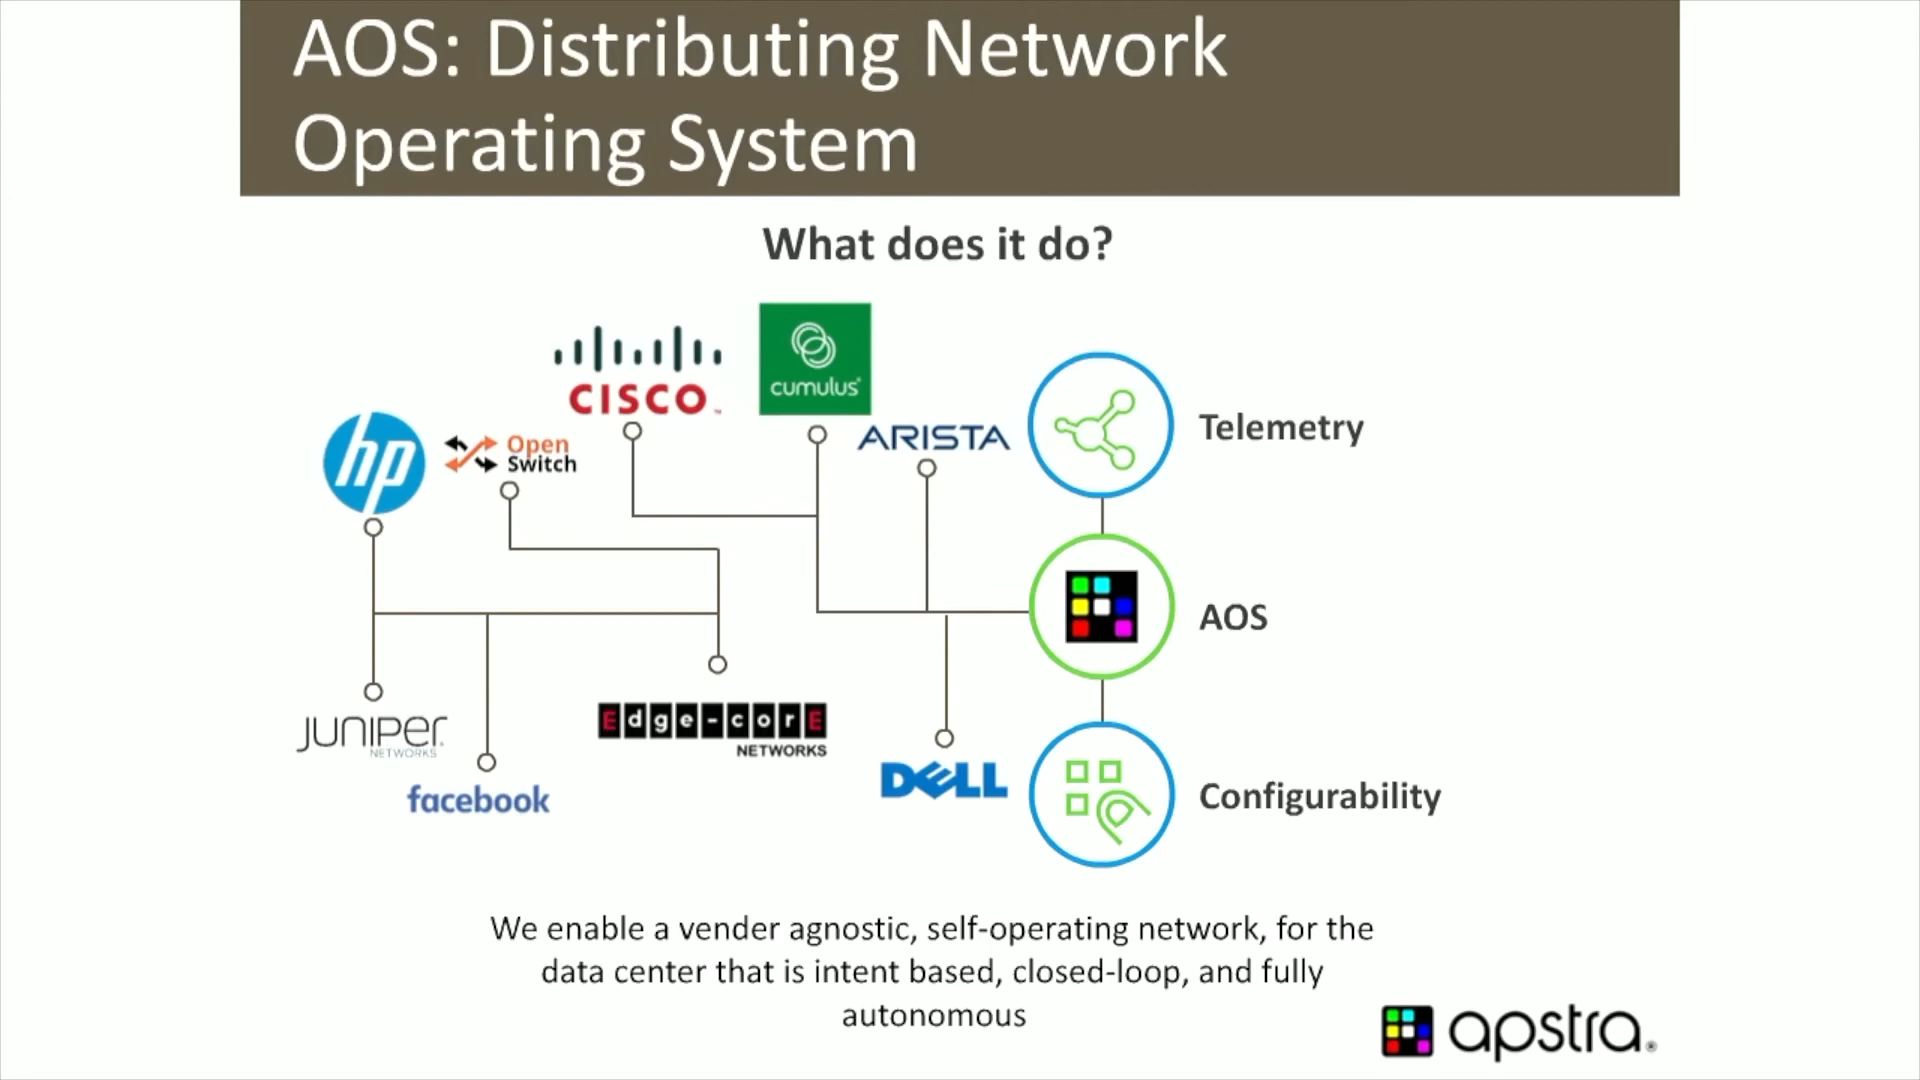 AOS: Distributing Network
Operating System
What does it do?
CISCO
cumulus
ARISTA
hp
Open
Switch
Telemetry
AOS
JUNIPer
NETWORKS
Edge-corE
NETWORKS
facebook
DELL
Configurability
We enable a vender agnostic, self-operating network, for the
data center that is intent based, closed-loop, and fully
autonomous
apstra®